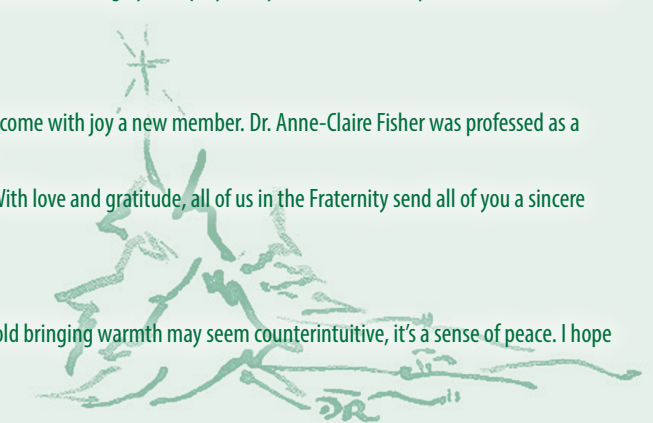 come with joy a new member. Dr. Anne-Claire Fisher was professed as a
With love and gratitude, all of us in the Fraternity send all of you a sincere
old bringing warmth may seem counterintuitive, it’s a sense of peace. I hope
DR